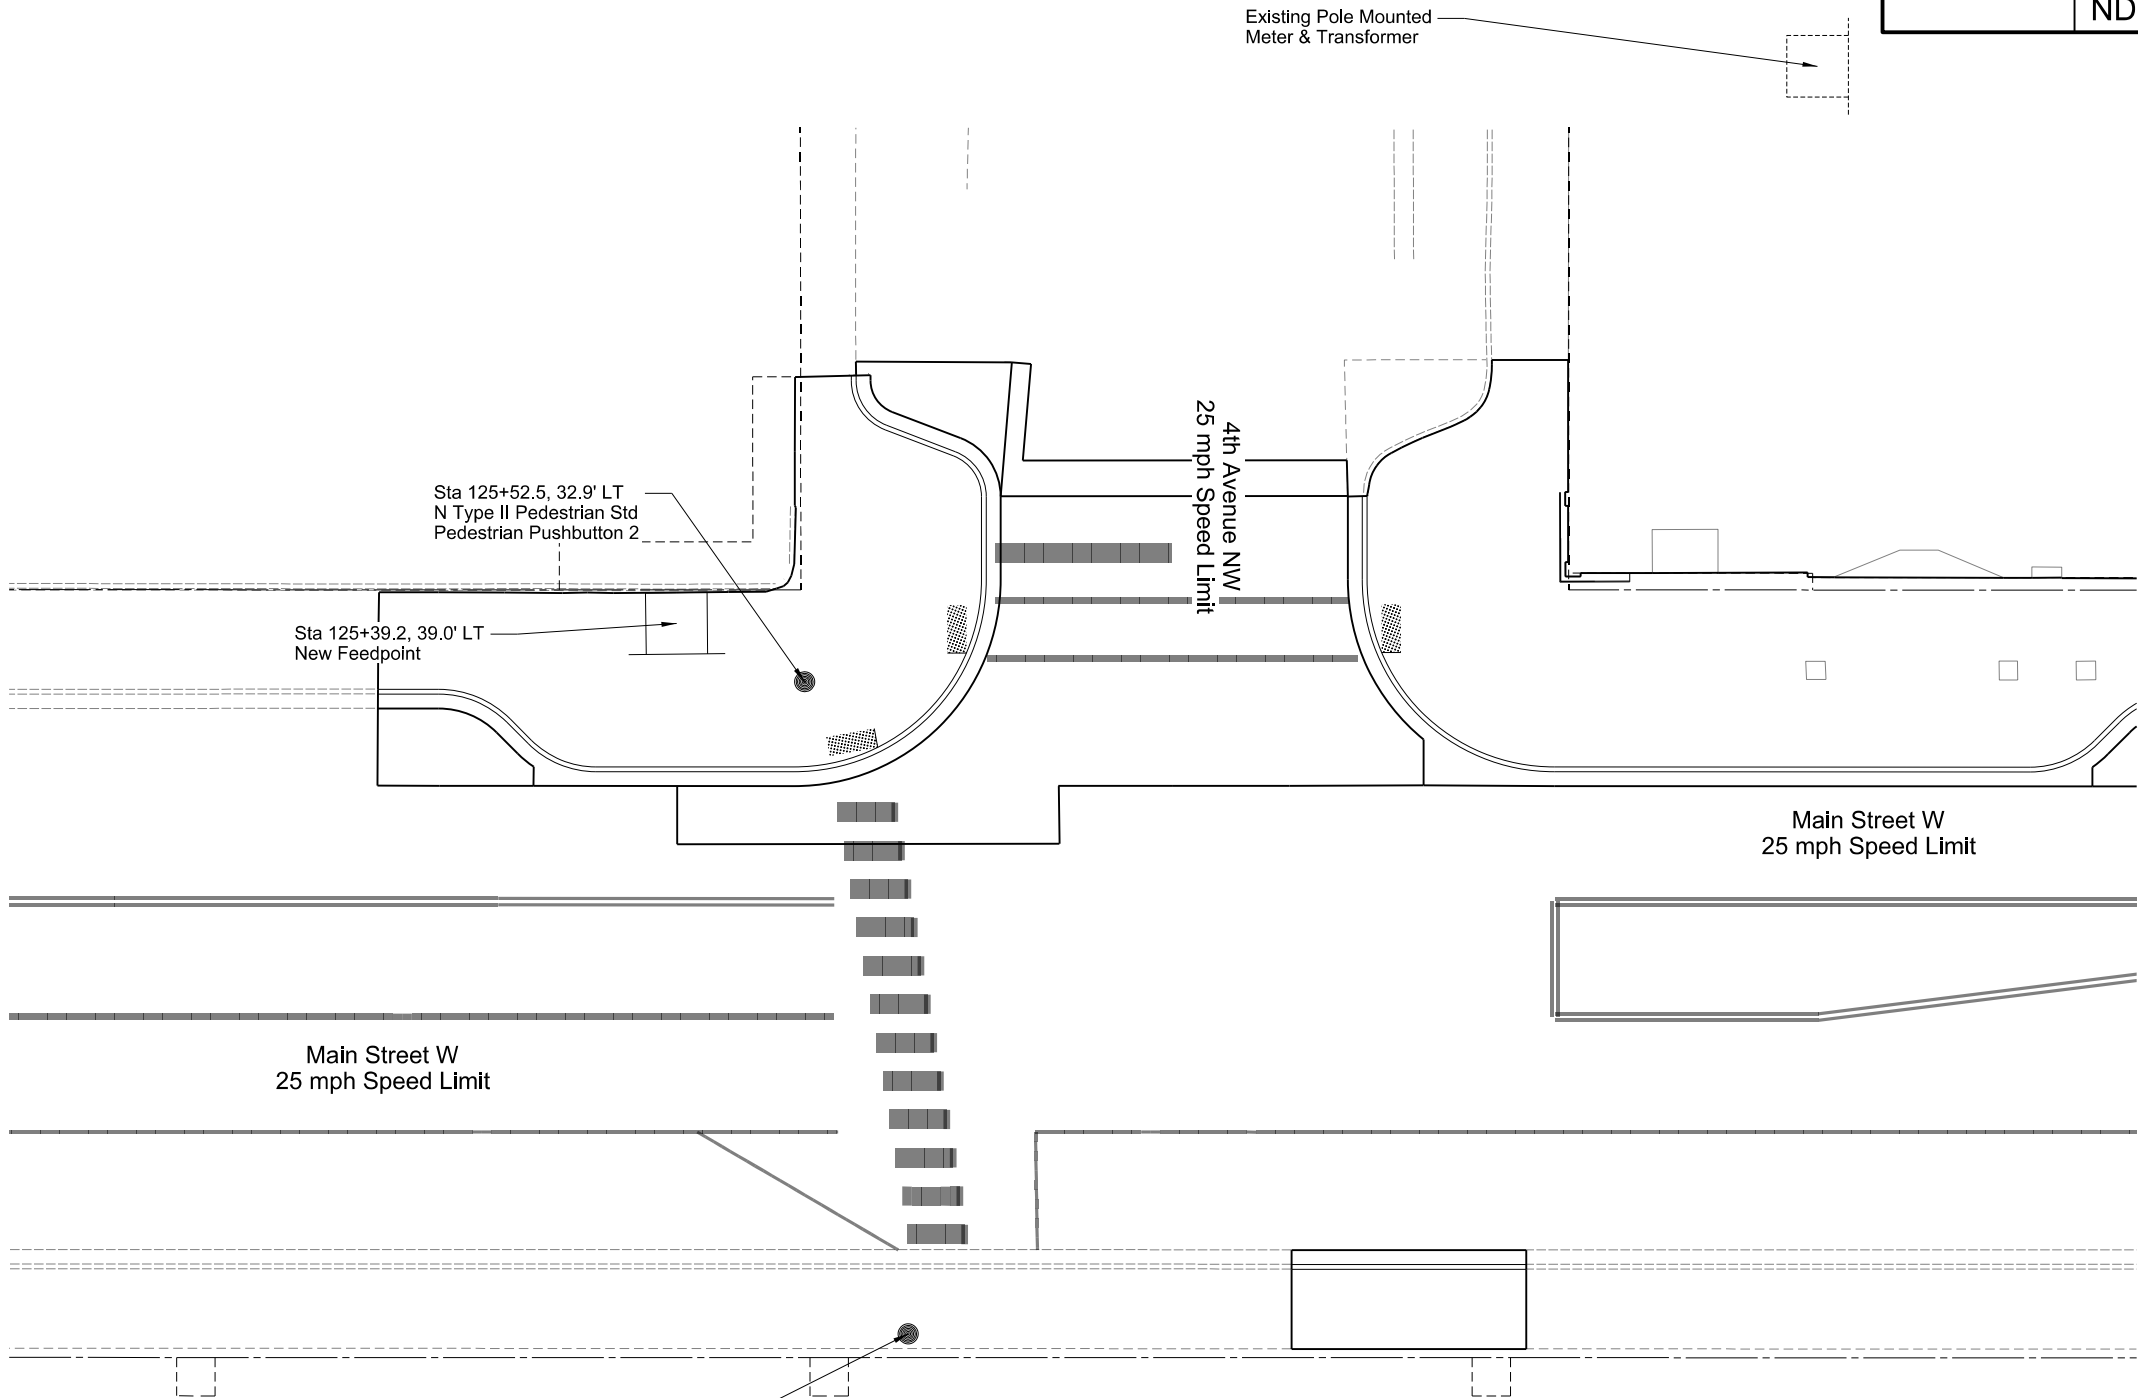 Existing Pole Mounted
Meter & Transformer
ND
4th Avenue NW
25 mph Speed Limit
Sta 125+52.5, 32.9' LT
N Type II Pedestrian Std
Pedestrian Pushbutton 2
Sta 125+39.2, 39.0' LT
New Feedpoint
Main Street W
25 mph Speed Limit
Main Street W
25 mph Speed Limit